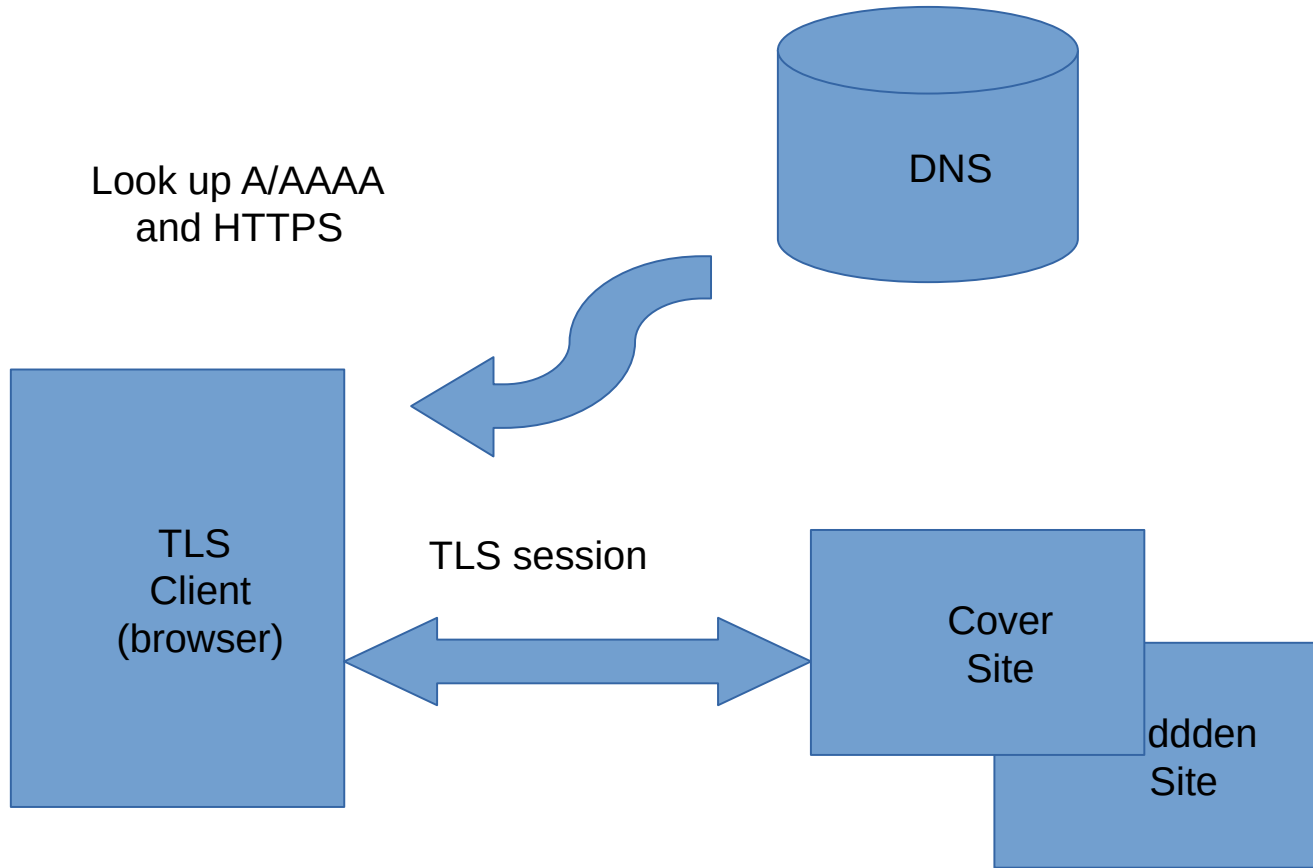 DNS
Look up A/AAAA
and HTTPS
TLS
Client
(browser)
TLS session
Cover
Site
ddden
Site